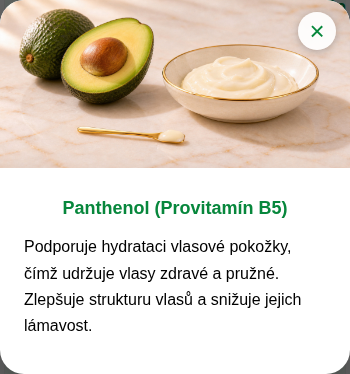 Panthenol (Provitamín B5)
Podporuje hydrataci vlasové pokožky,
čímž udržuje vlasy zdravé a pružné.
Zlepšuje strukturu vlasů a snižuje jejich
lámavost.